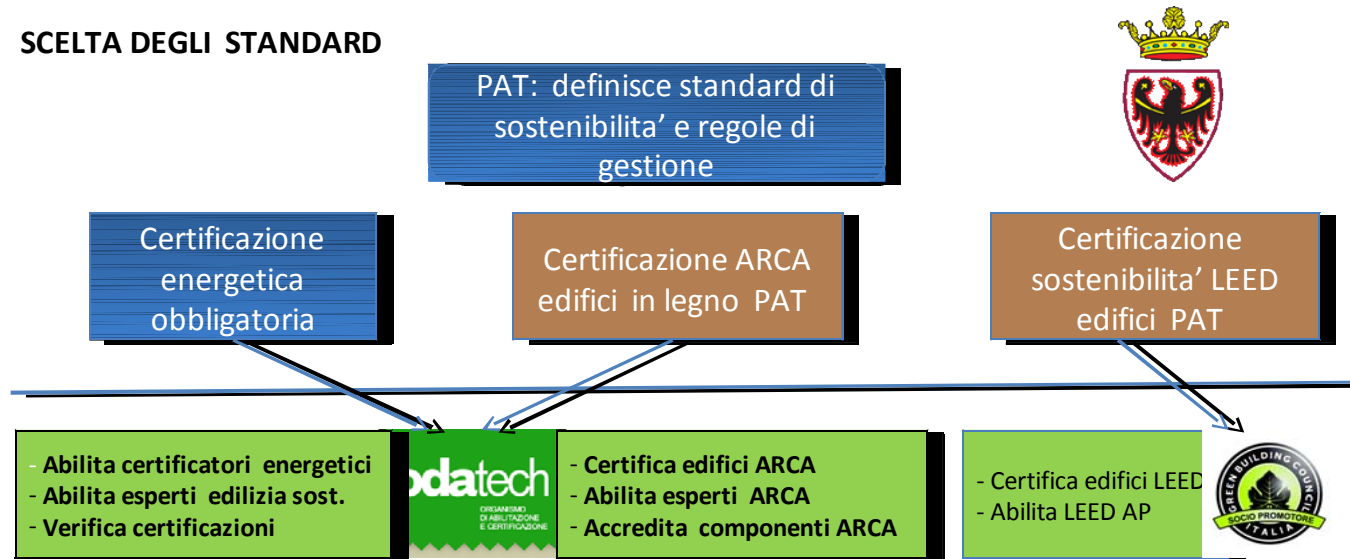 SCELTA DEGLI STANDARD
PAT: definisce standard di
sostenibilita’ e regole di
gestione
Certificazione
energetica
obbligatoria
Certificazione ARCA
edifici in legno PAT
Certificazione
sostenibilita’ LEED
edifici PAT
- Abilita certificatori energetici
- Abilita esperti edilizia sost.
- Verifica certificazioni
odatech
ORGANISMO
DI ABILITAZIONE
E CERTIFICAZIONE
- Certifica edifici ARCA
- Abilita esperti ARCA
- Accredita componenti ARCA
- Certifica edifici LEED
- Abilita LEED AP
GREEN BUILDING COUNCIL
SOCIO PROMOTORE
ITALIA